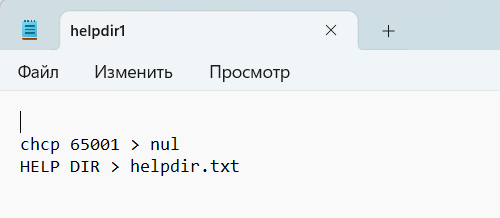 helpdir1
Файл Изменить Просмотр
chcp 65001 > nul
HELP DIR > helpdir.txt